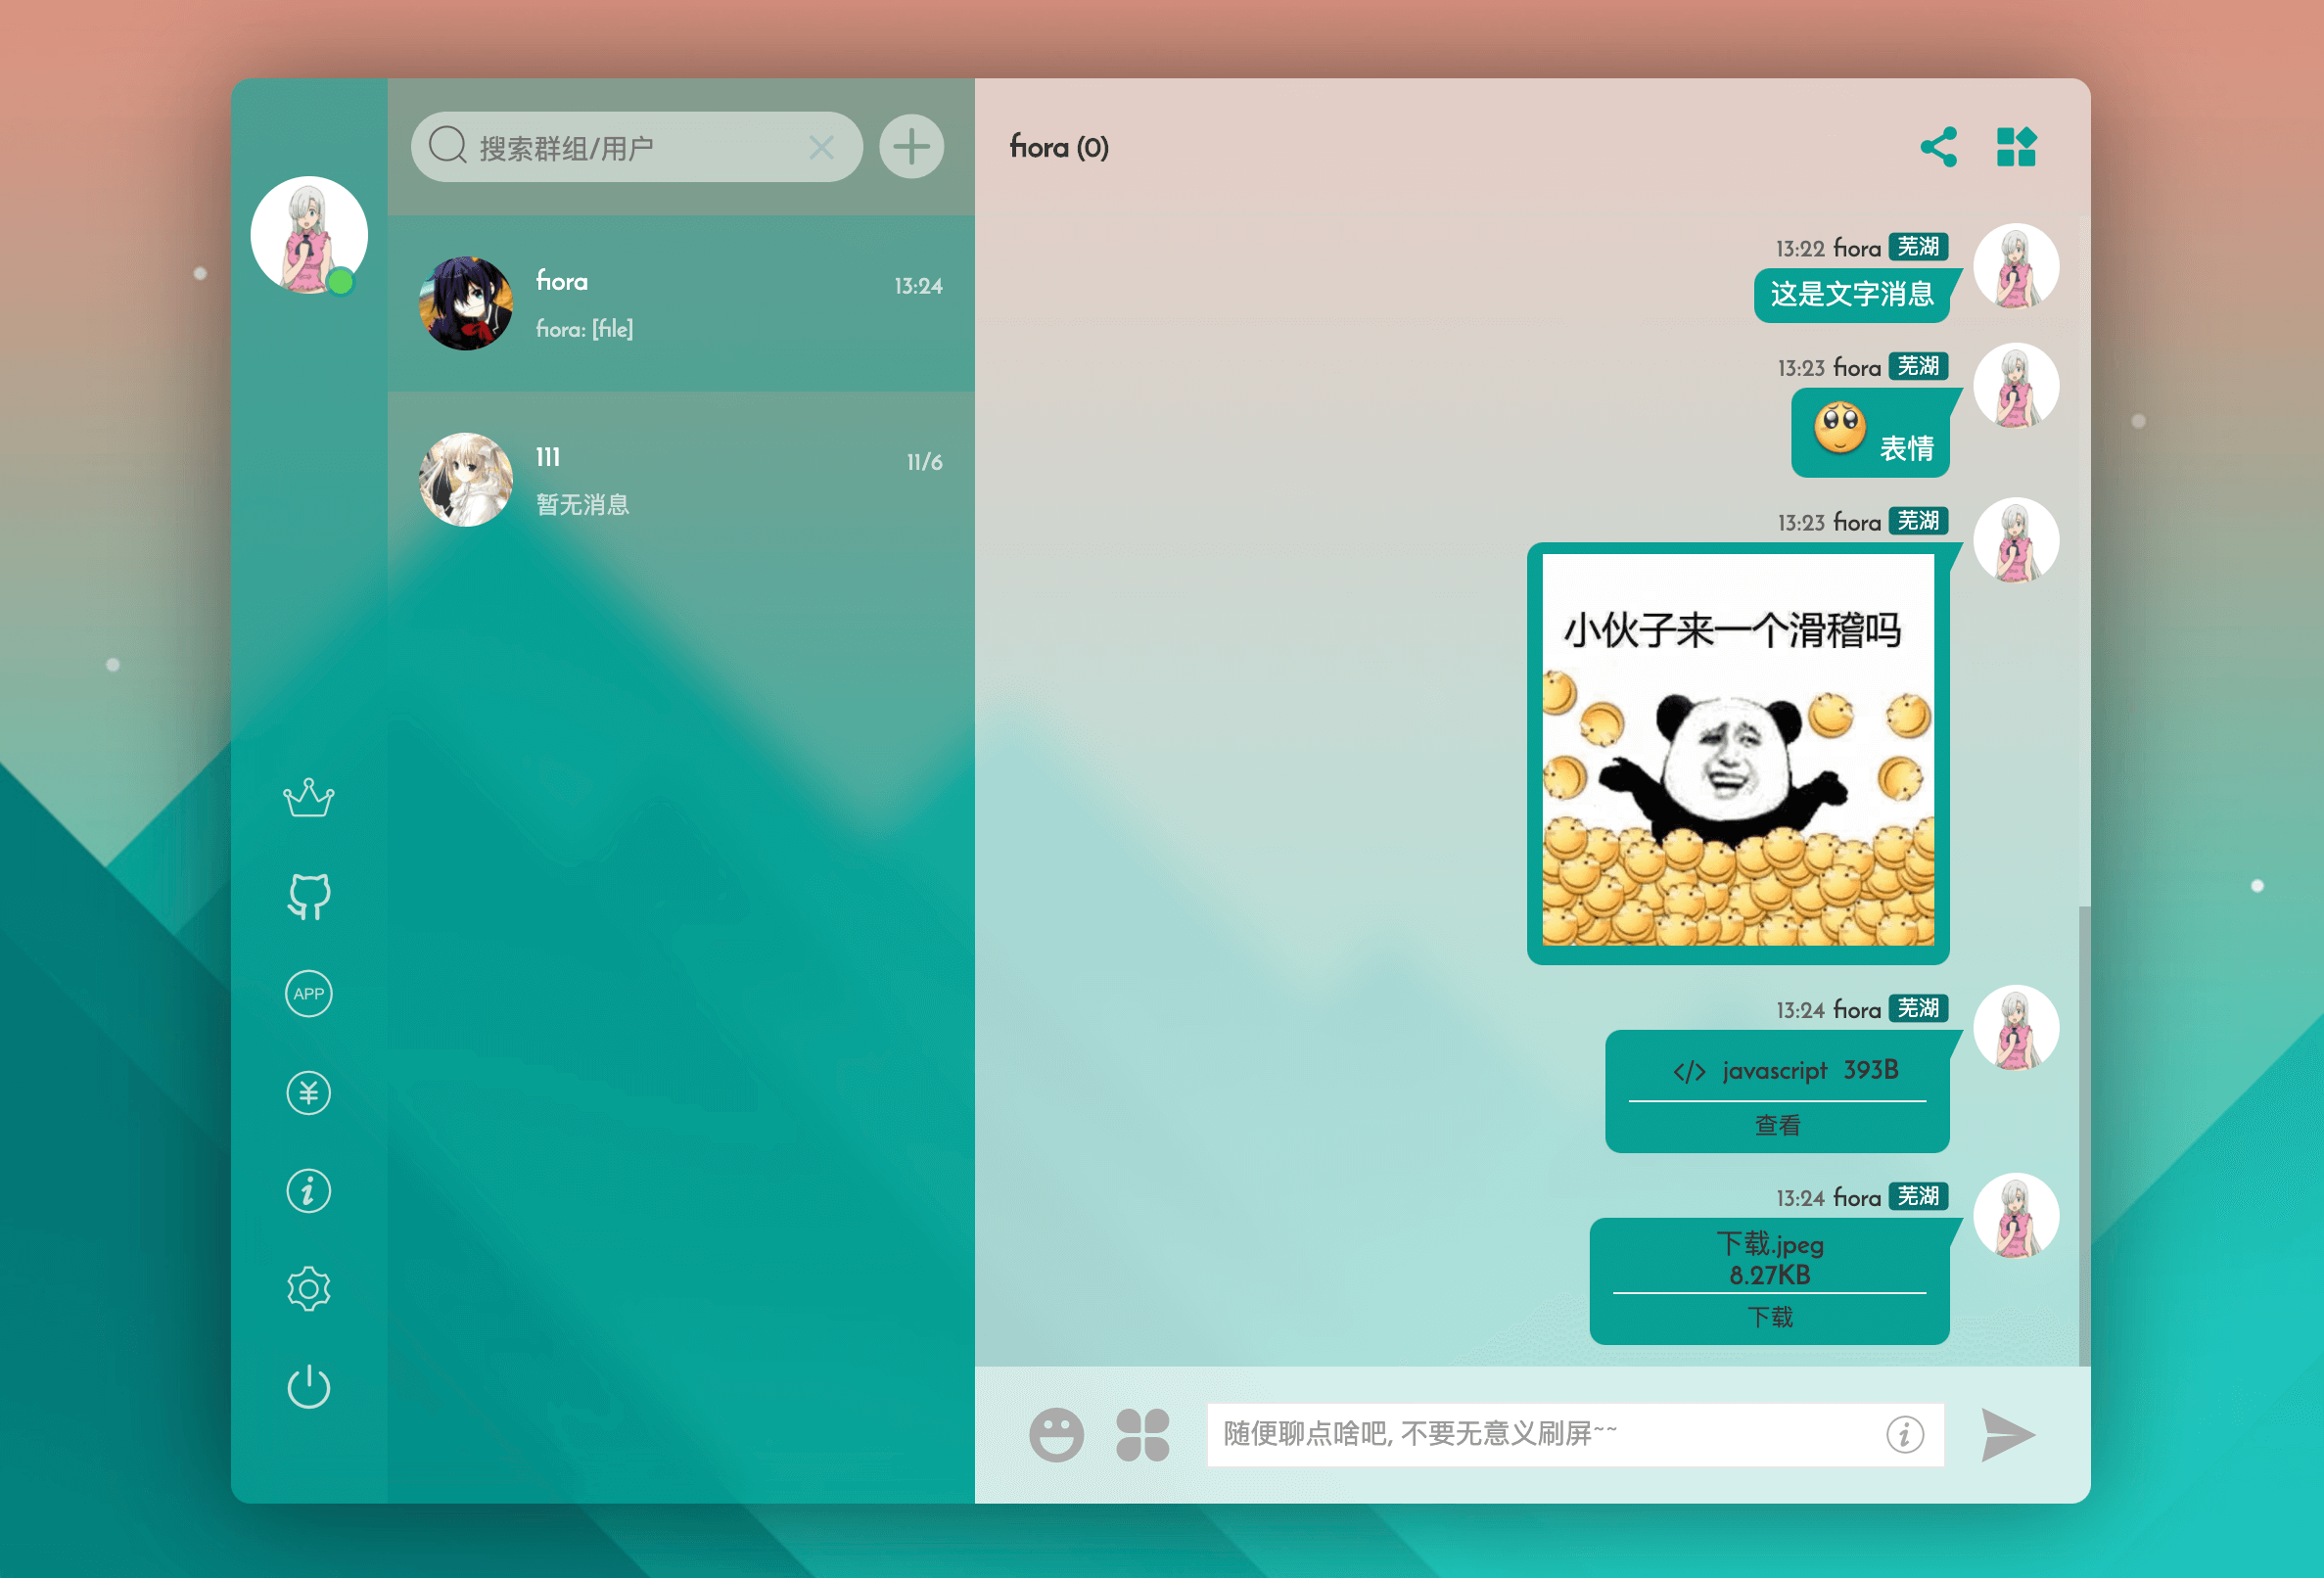 搜索群组/用户
fiora
13:24
fiora: [file]
111
11/6
暂无消息
APP
¥
i
fiora (0)
13:22 fiora 芜湖
这是文字消息
13:23 fiora 芜湖
表情
13:23 fiora 芜湖
小伙子来一个滑稽吗
13:24 fiora 芜湖
</> javascript 393B
查看
13:24 fiora 芜湖
下载.jpeg
8.27KB
下载
随便聊点啥吧, 不要无意义刷屏~~
i